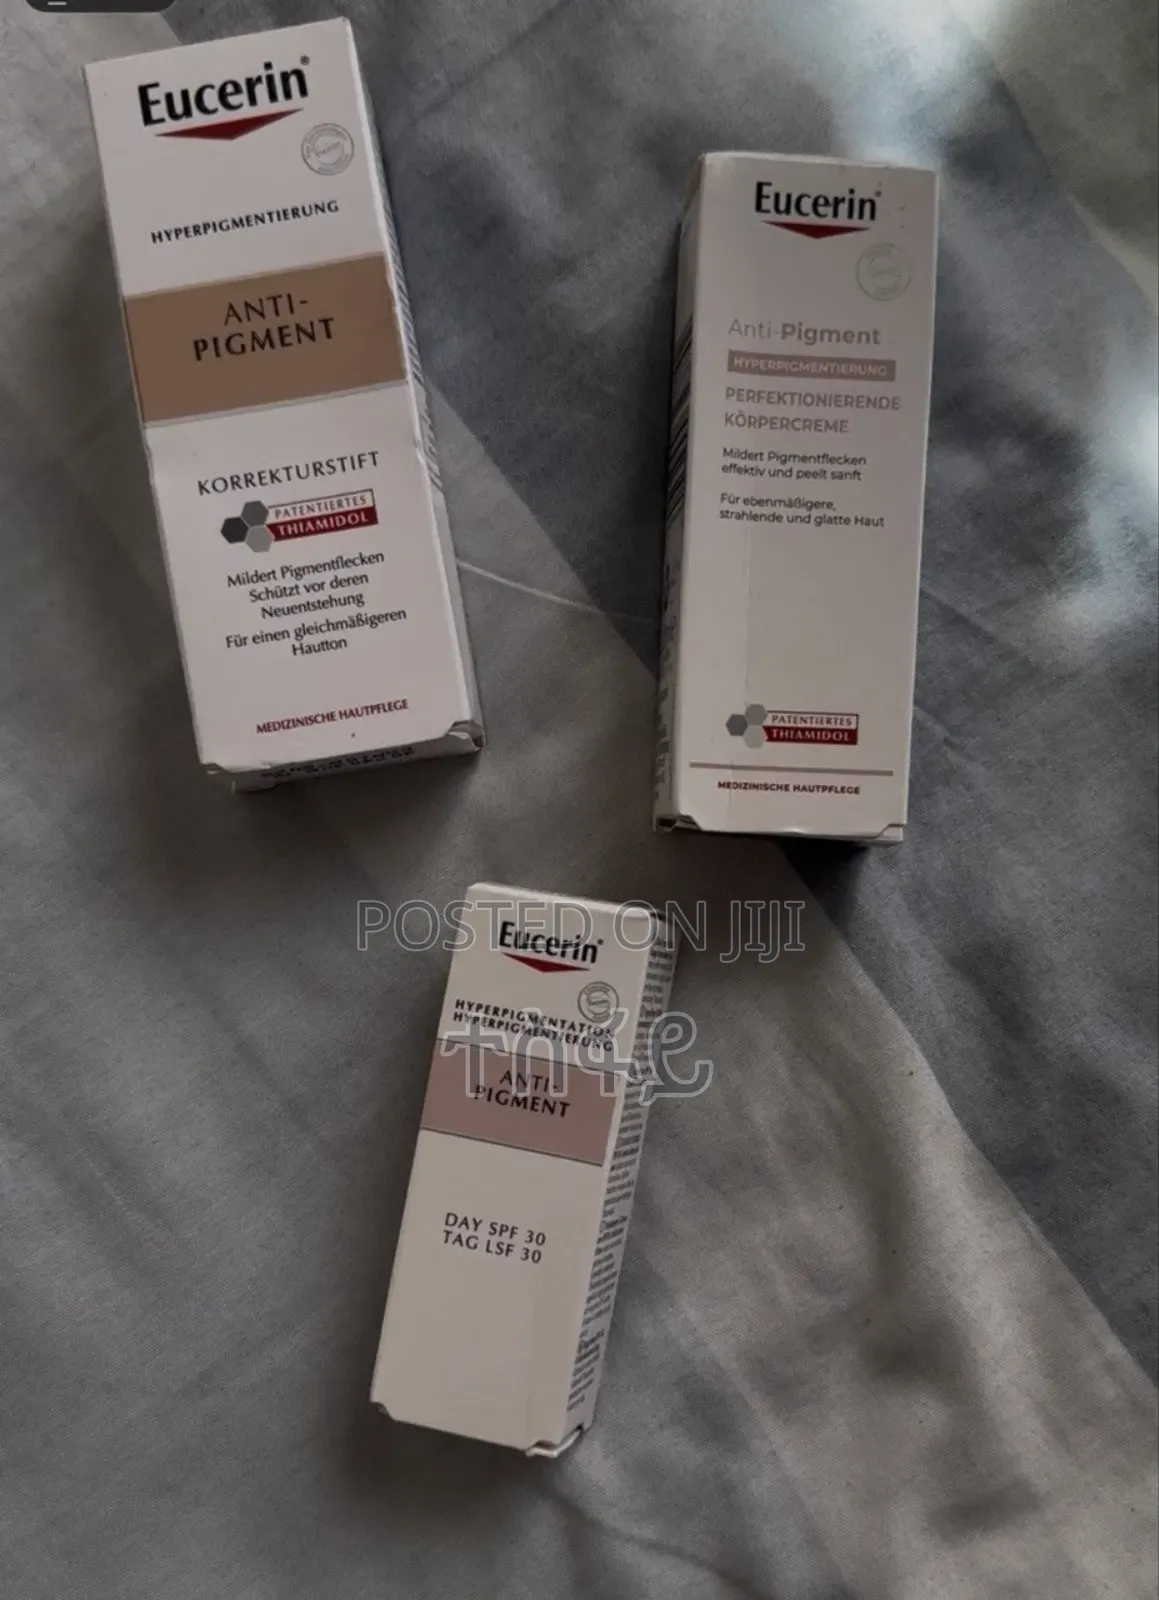 Eucerin®
HYPERPIGMENTIERUNG
ANTI-
PIGMENT
KORREKTURSTIFT
PATENTIERTES
THIAMIDOL
Mildert Pigmentflecken
Schützt vor deren
Neuentstehung
Für einen gleichmäßigeren
Hautton
MEDIZINISCHE HAUTPFLEGE
Eucerin®
Anti-Pigment
HYPERPIGMENTIERUNG
PERFEKTIONIERENDE
KÖRPERCREME
Mildert Pigmentflecken
effektiv und peelt sanft
Für ebenmäßigere,
strahlende und glatte Haut
PATENTIERTES
THIAMIDOL
MEDIZINISCHE HAUTPFLEGE
POSTED ON JIJI
Eucerin®
HYPERPIGMENTATION
HYPERPIGMENTIERUNG
ANTI-
PIGMENT
DAY SPF 30
TAG LSF 30